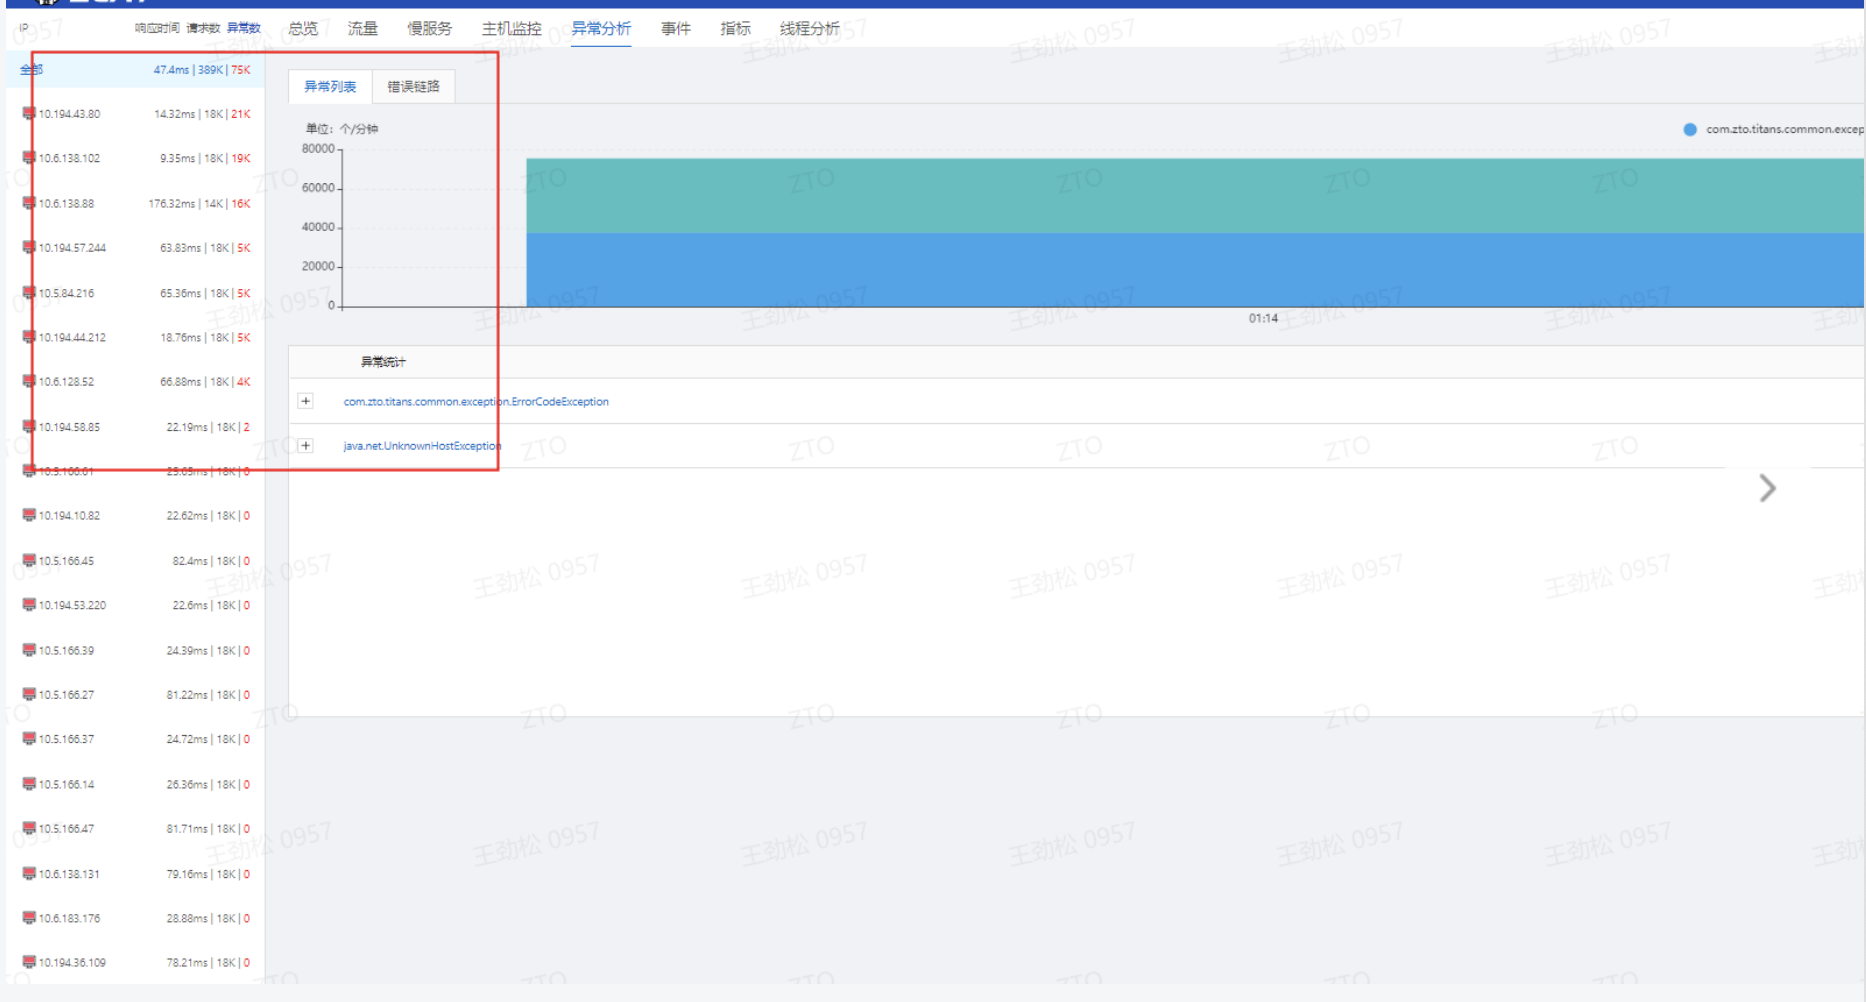 IP 响应时间 请求数 异常数 总览 流量 慢服务 主机监控 异常分析 事件 指标 线程分析
全部 47.4ms | 389K | 75K
异常列表 错误链路
10.194.43.80 14.32ms | 18K | 21K
单位：个/分钟
com.zto.titans.common.excep
80000
10.6.138.102 9.35ms | 18K | 19K
60000
10.6.138.88 176.32ms | 14K | 16K
40000
10.194.57.244 63.83ms | 18K | 5K
20000
10.5.84.216 65.36ms | 18K | 5K
0
01:14
10.194.44.212 18.76ms | 18K | 5K
异常统计
10.6.128.52 66.88ms | 18K | 4K
com.zto.titans.common.exception.ErrorCodeException
10.194.58.85 22.19ms | 18K | 2
java.net.UnknownHostException
10.5.166.61 25.65ms | 18K | 0
10.194.10.82 22.62ms | 18K | 0
10.5.166.45 82.4ms | 18K | 0
10.194.53.220 22.6ms | 18K | 0
10.5.166.39 24.39ms | 18K | 0
10.5.166.27 81.22ms | 18K | 0
10.5.166.37 24.72ms | 18K | 0
10.5.166.14 26.36ms | 18K | 0
10.5.166.47 81.71ms | 18K | 0
10.6.138.131 79.16ms | 18K | 0
10.6.183.176 28.88ms | 18K | 0
10.194.36.109 78.21ms | 18K | 0
王劲松 0957
ZTO